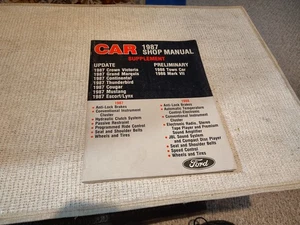 CAR 1987
SHOP MANUAL
SUPPLEMENT
UPDATE
1987 Crown Victoria
1987 Grand Marquis
1987 Continental
1987 Thunderbird
1987 Cougar
1987 Mustang
1987 Escort/Lynx
PRELIMINARY
1988 Town Car
1988 Mark VII
1987
• Anti-Lock Brakes
• Conventional Instrument
Cluster
• Hydraulic Clutch System
• Passive Restraint
• Programmed Ride Control
• Seat and Shoulder Belts
• Wheels and Tires
1988
• Anti-Lock Brakes
• Automatic Temperature
Control-Electronic
• Conventional Instrument
Cluster
• Electronic Radio, Stereo
Tape Player and Premium
Sound Amplifier
• JBL Sound System
and Compact Disc Player
• Seat and Shoulder Belts
• Speed Control
• Wheels and Tires
Ford